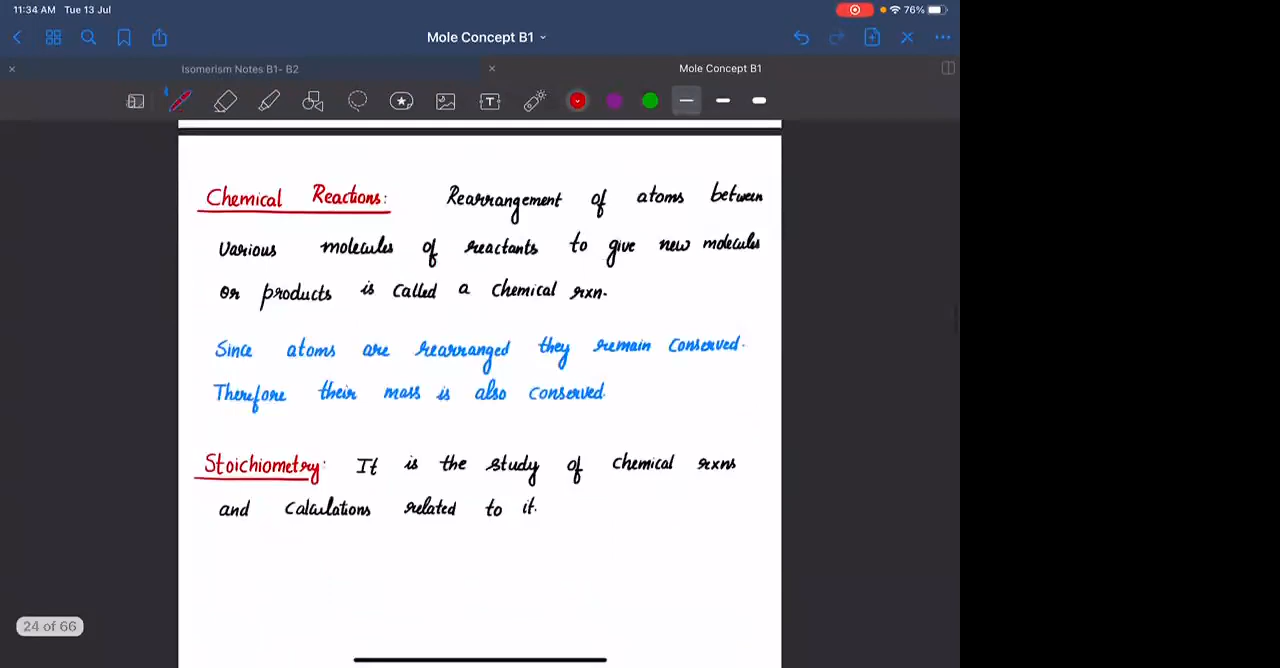 11:34 AM Tue 13 Jul
76%
Mole Concept B1
Isomerism Notes B1- B2
Mole Concept B1
Chemical Reactions: Rearrangement of atoms between
various molecules of reactants to give new molecules
or products is called a chemical rxn.
Since atoms are rearranged they remain conserved.
Therefore their mass is also conserved.
Stoichiometry: It is the study of chemical rxns
and calculations related to it.
24 of 66